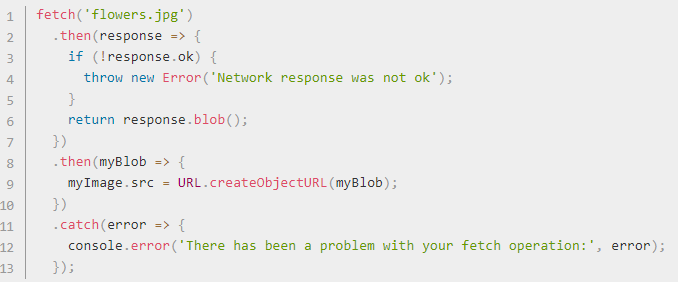 1 fetch('flowers.jpg')
2   .then(response => {
3     if (!response.ok) {
4       throw new Error('Network response was not ok');
5     }
6     return response.blob();
7   })
8   .then(myBlob => {
9     myImage.src = URL.createObjectURL(myBlob);
10   })
11   .catch(error => {
12     console.error('There has been a problem with your fetch operation:', error);
13   });